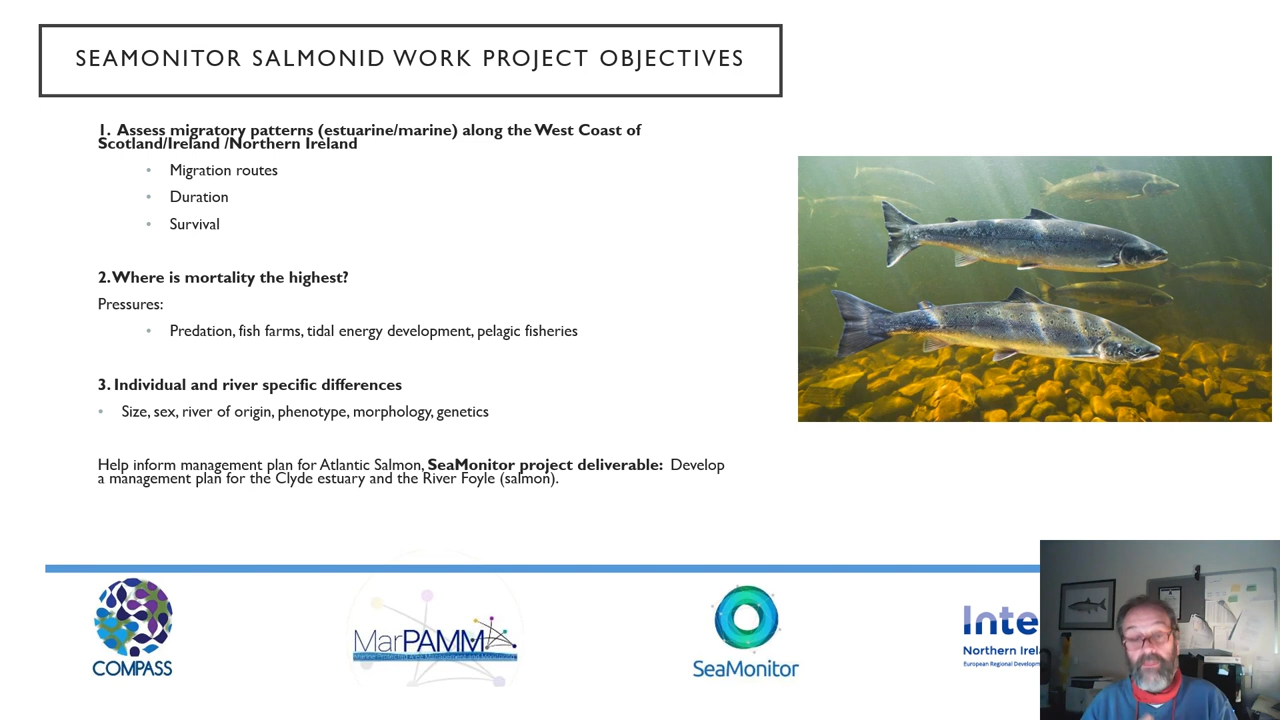 SEAMONITOR SALMONID WORK PROJECT OBJECTIVES
1. Assess migratory patterns (estuarine/marine) along the West Coast of
Scotland/Ireland /Northern Ireland
• Migration routes
• Duration
• Survival
2. Where is mortality the highest?
Pressures:
• Predation, fish farms, tidal energy development, pelagic fisheries
3. Individual and river specific differences
• Size, sex, river of origin, phenotype, morphology, genetics
Help inform management plan for Atlantic Salmon, SeaMonitor project deliverable: Develop
a management plan for the Clyde estuary and the River Foyle (salmon).
COMPASS
MarPAMM
SeaMonitor
Inte
Northern Irel
European Regional Developm